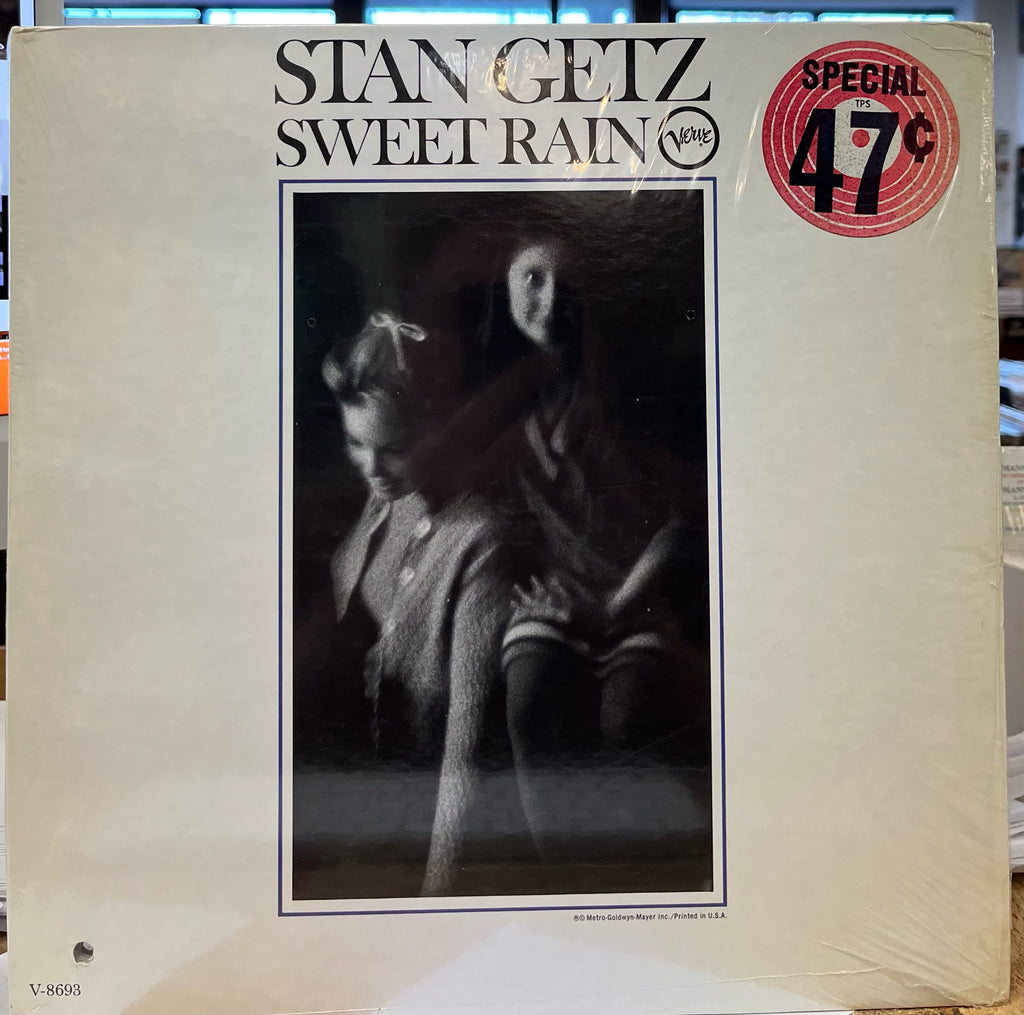 STAN GETZ
SWEET RAIN Verve
SPECIAL
TPS
47¢
℗© Metro-Goldwyn-Mayer Inc./Printed in U.S.A.
V-8693